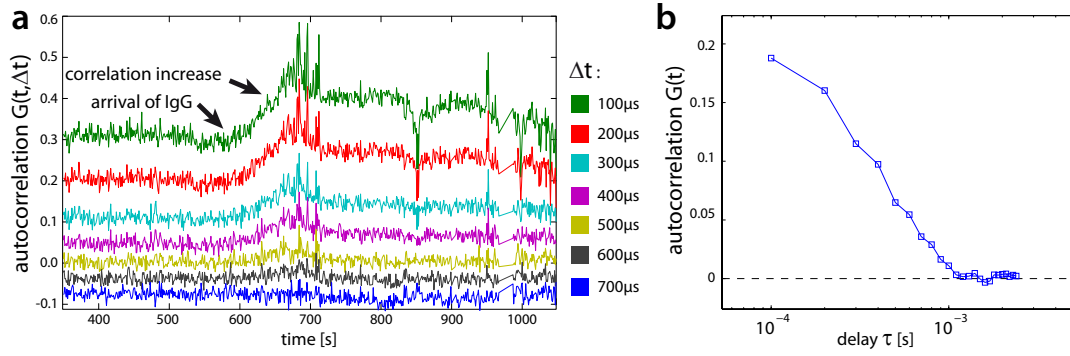 a
autocorrelation G(t,Δt)
0.6
0.5
0.4
0.3
0.2
0.1
0.0
-0.1
correlation increase
arrival of IgG
400
500
600
700
800
900
1000
time [s]
Δt :
100µs
200µs
300µs
400µs
500µs
600µs
700µs
b
autocorrelation G(t)
0.2
0.15
0.1
0.05
0
10⁻⁴
10⁻³
delay τ [s]